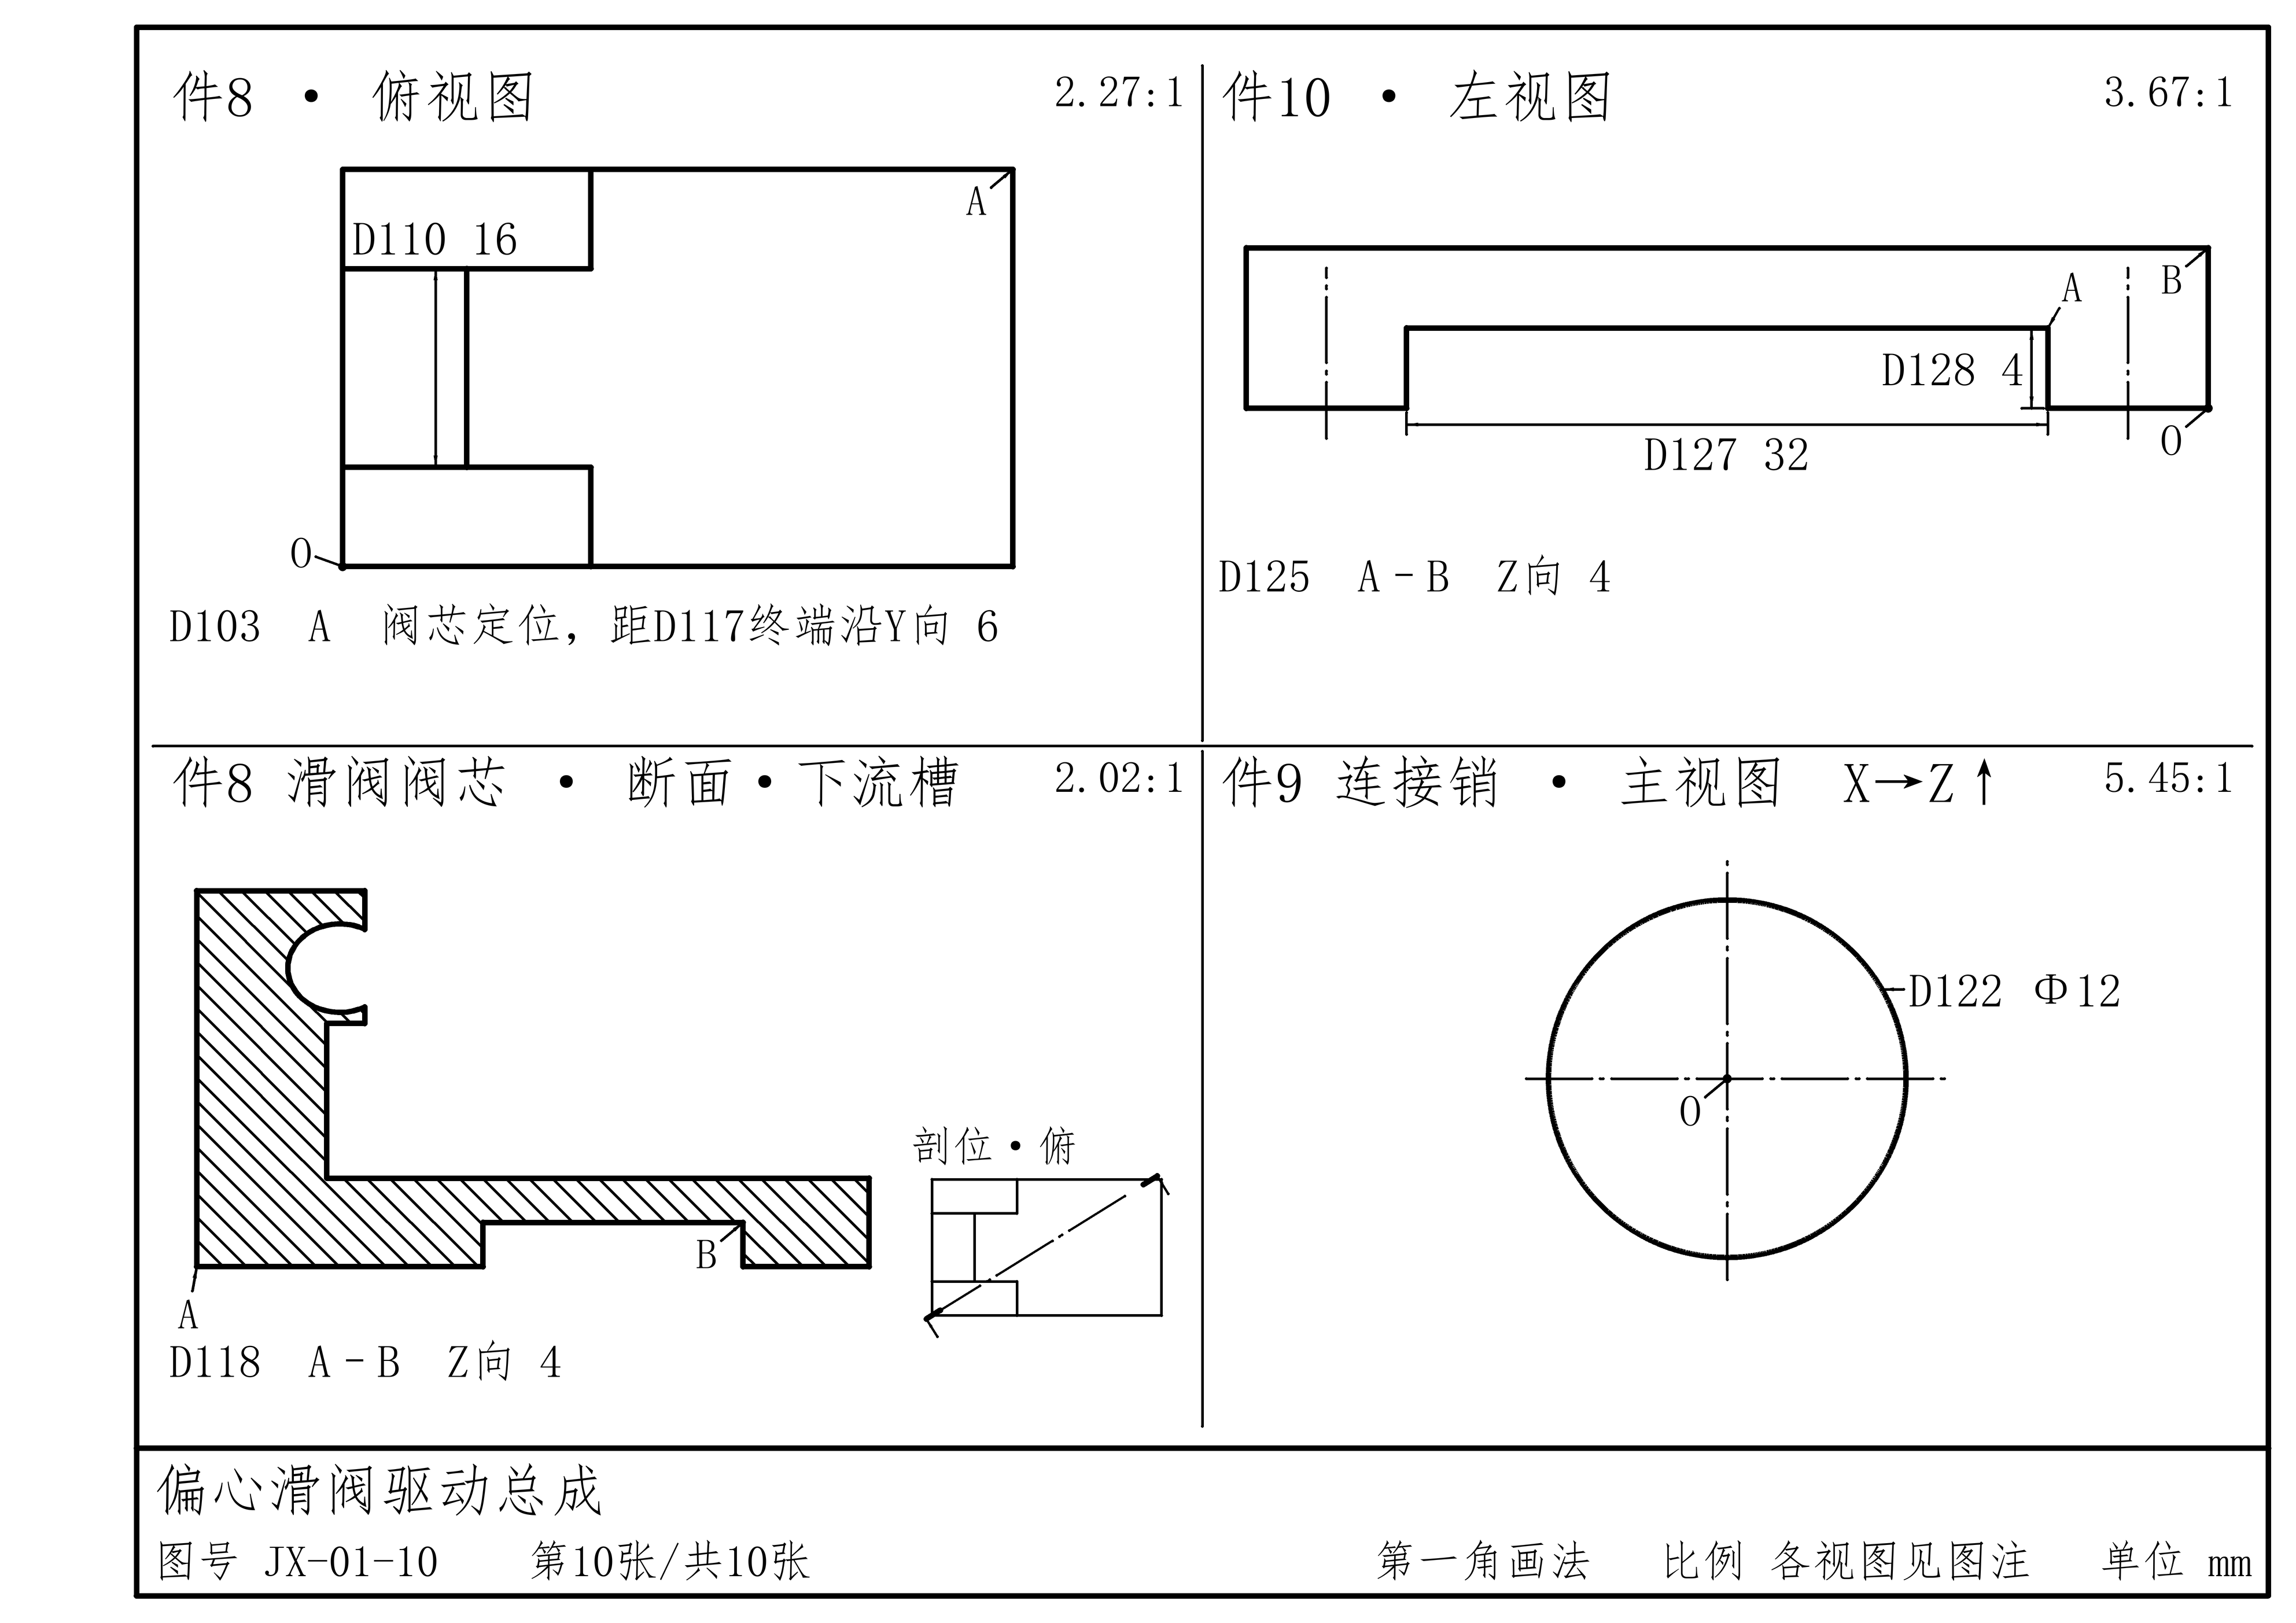 件8 · 俯视图 2.27:1
A
D110 16
O
D103 A 阀芯定位，距D117终端沿Y向 6
件10 · 左视图 3.67:1
B
A
D128 4
O
D127 32
D125 A-B Z向 4
件8 滑阀阀芯 · 断面·下流槽 2.02:1
剖位·俯
B
A
D118 A-B Z向 4
件9 连接销 · 主视图 X→Z↑ 5.45:1
D122 Φ12
O
偏心滑阀驱动总成
图号 JX-01-10 第10张/共10张 第一角画法 比例 各视图见图注 单位 mm